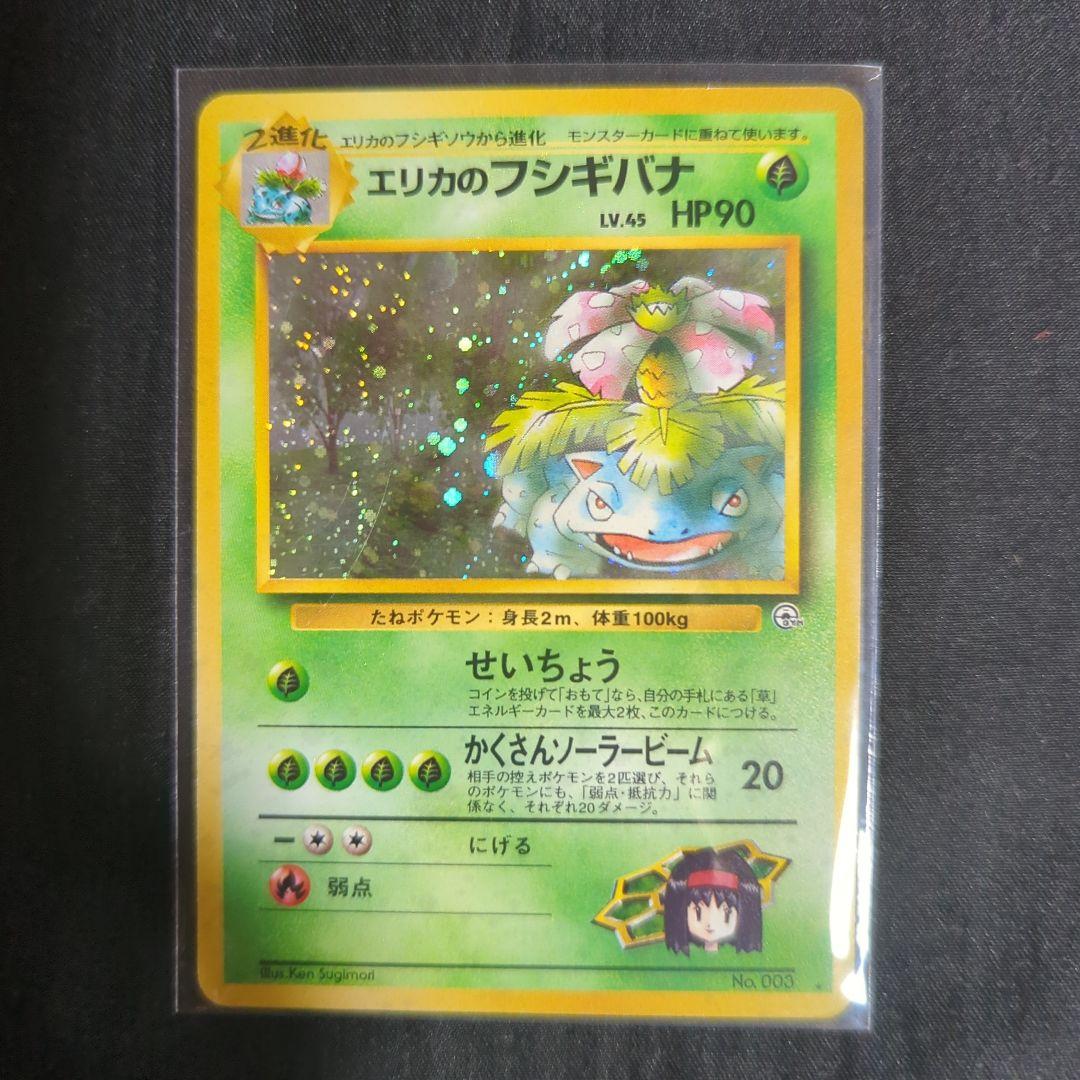 2進化 エリカのフシギソウから進化 モンスターカードに重ねて使います。
エリカのフシギバナ
LV.45 HP90
たねポケモン：身長2m、体重100kg
GYM
せいちょう
コインを投げて「おもて」なら、自分の手札にある「草」
エネルギーカードを最大2枚、このカードにつける。
かくさんソーラービーム 20
相手の控えポケモンを2匹選び、それら
のポケモンにも、「弱点・抵抗力」に関
係なく、それぞれ20ダメージ。
ー にげる
弱点
Illus.Ken Sugimori No. 003